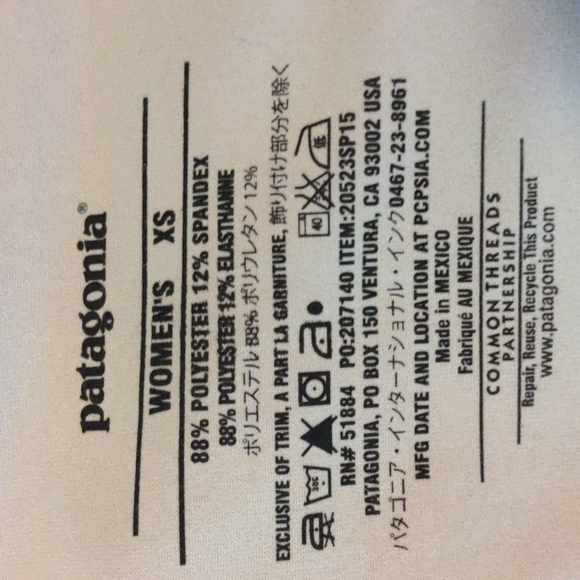 patagonia®
WOMEN'S XS
88% POLYESTER 12% SPANDEX
88% POLYESTER 12% ELASTHANNE
ポリエステル 88% ポリウレタン 12%
EXCLUSIVE OF TRIM, A PART LA GARNITURE, 飾り付け部分を除く
40 低
30C
RN# 51884 PO:207140 ITEM:20523SP15
PATAGONIA, PO BOX 150 VENTURA, CA 93002 USA
パタゴニア・インターナショナル・インク 0467-23-8961
MFG DATE AND LOCATION AT PCPSIA.COM
Made in MEXICO
Fabriqué AU MEXIQUE
COMMON THREADS
PARTNERSHIP
Repair, Reuse, Recycle This Product
www.patagonia.com